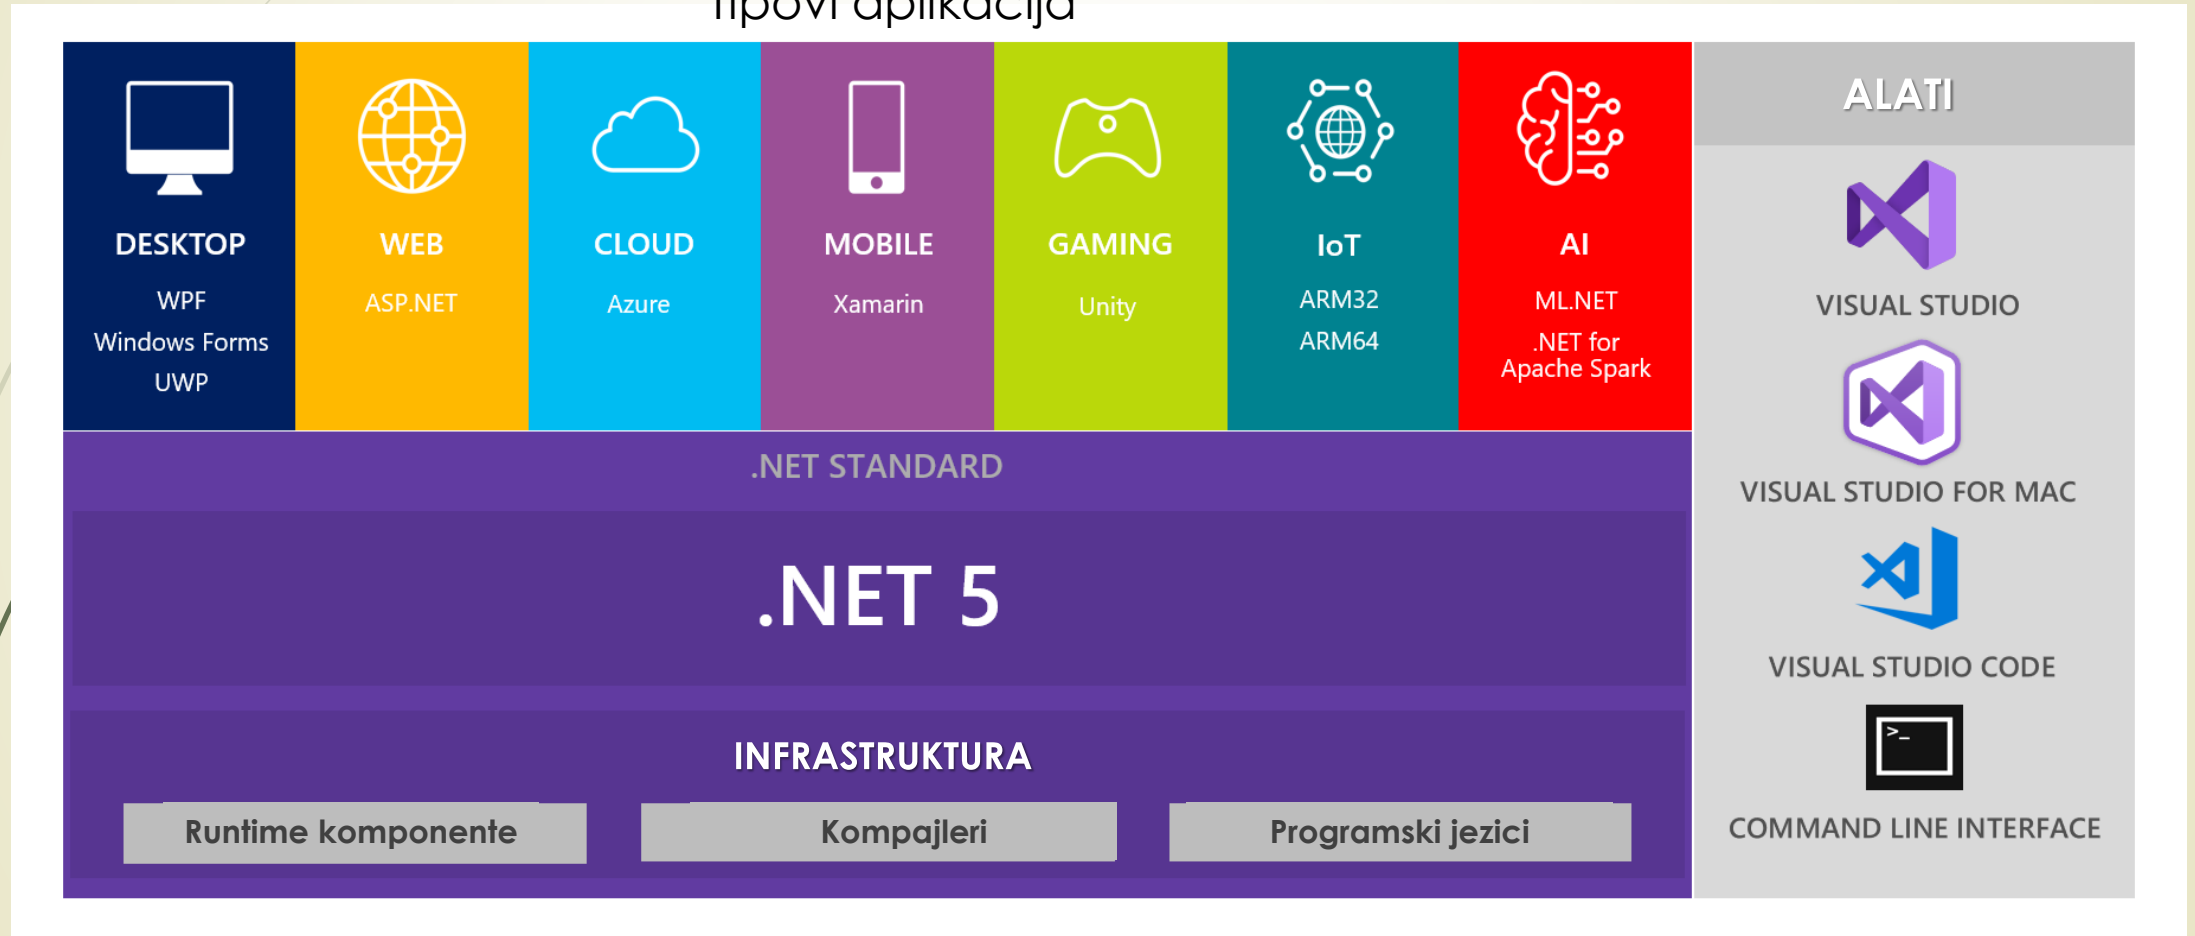 Tipovi aplikacija
DESKTOP
WPF
Windows Forms
UWP
WEB
ASP.NET
CLOUD
Azure
MOBILE
Xamarin
GAMING
Unity
IoT
ARM32
ARM64
AI
ML.NET
.NET for
Apache Spark
.NET STANDARD
.NET 5
INFRASTRUKTURA
Runtime komponente
Kompajleri
Programski jezici
ALATI
VISUAL STUDIO
VISUAL STUDIO FOR MAC
VISUAL STUDIO CODE
>_
COMMAND LINE INTERFACE